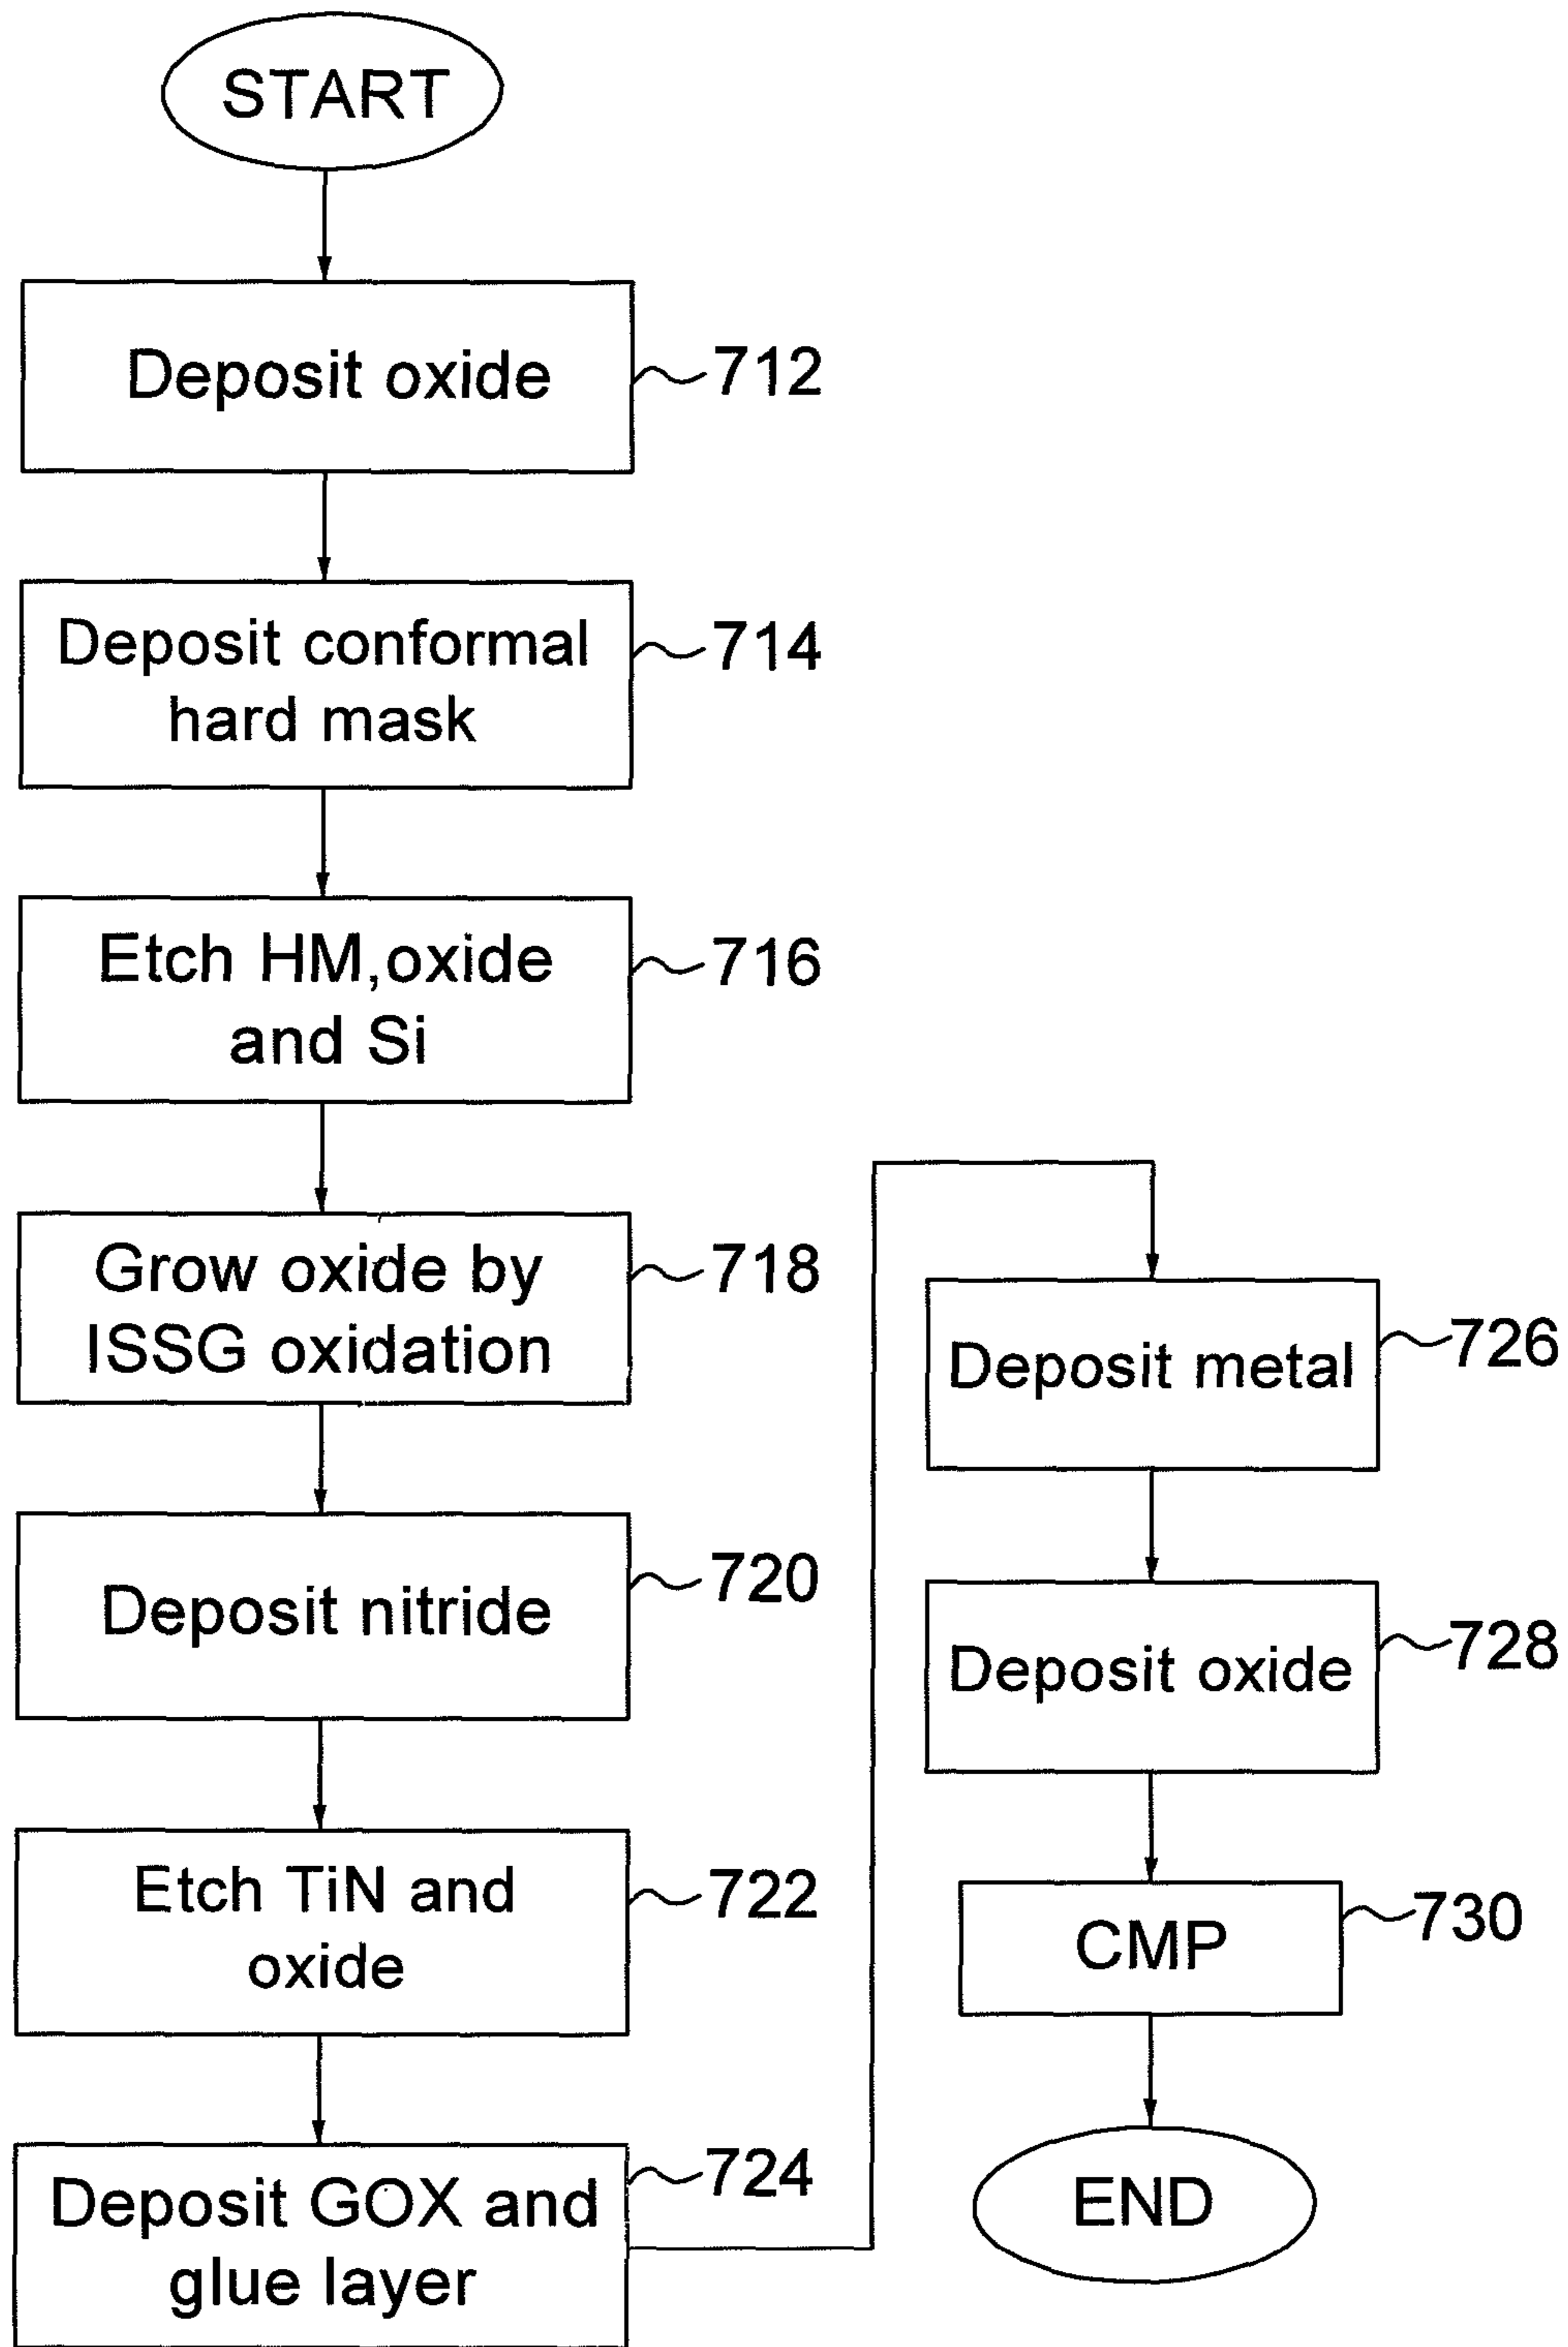 START
Deposit oxide
712
Deposit conformal
hard mask
714
Etch HM,oxide
and Si
716
Grow oxide by
ISSG oxidation
718
Deposit nitride
720
Etch TiN and
oxide
722
Deposit GOX and
glue layer
724
Deposit metal
726
Deposit oxide
728
CMP
730
END